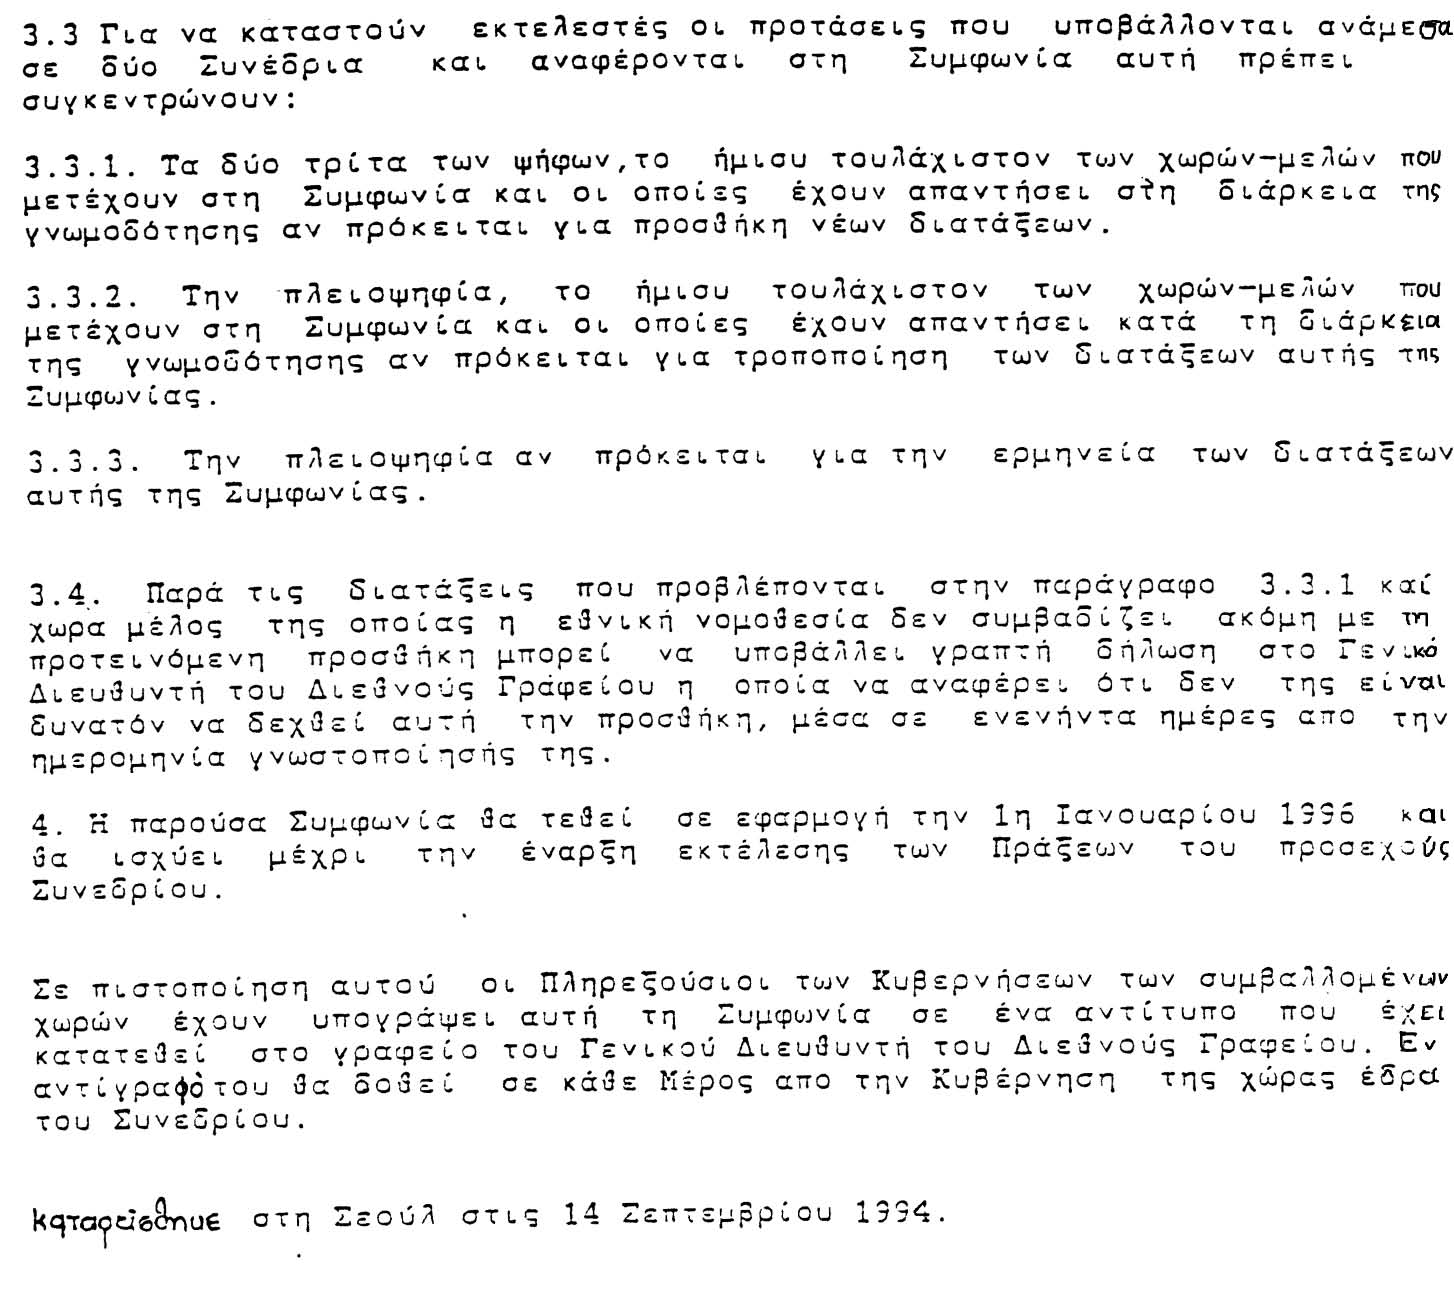 3.3 Για να καταστούν εκτελεστές οι προτάσεις που υποβάλλονται ανάμεσα
σε δύο Συνέδρια και αναφέρονται στη Συμφωνία αυτή πρέπει
συγκεντρώνουν:
3.3.1. Τα δύο τρίτα των ψήφων,το ήμισυ τουλάχιστον των χωρών-μελών που
μετέχουν στη Συμφωνία και οι οποίες έχουν απαντήσει στη διάρκεια της
γνωμοδότησης αν πρόκειται για προσθήκη νέων διατάξεων.
3.3.2. Την πλειοψηφία, το ήμισυ τουλάχιστον των χωρών-μελών που
μετέχουν στη Συμφωνία και οι οποίες έχουν απαντήσει κατά τη διάρκεια
της γνωμοδότησης αν πρόκειται για τροποποίηση των διατάξεων αυτής της
Συμφωνίας.
3.3.3. Την πλειοψηφία αν πρόκειται για την ερμηνεία των διατάξεων
αυτής της Συμφωνίας.
3.4. Παρά τις διατάξεις που προβλέπονται στην παράγραφο 3.3.1 καί
χωρα μέλος της οποίας η εθνική νομοθεσία δεν συμβαδίζει ακόμη με τη
προτεινόμενη προσθήκη μπορεί να υποβάλλει γραπτή δήλωση στο Γενικό
Διευθυντή του Διεθνούς Γραφείου η οποία να αναφέρει ότι δεν της είναι
δυνατόν να δεχθεί αυτή την προσθήκη, μέσα σε ενενήντα ημέρες απο την
ημερομηνία γνωστοποίησής της.
4. Η παρούσα Συμφωνία θα τεθεί σε εφαρμογή την 1η Ιανουαρίου 1996 και
θα ισχύει μέχρι την έναρξη εκτέλεσης των Πράξεων του προσεχούς
Συνεδρίου.
Σε πιστοποίηση αυτού οι Πληρεξούσιοι των Κυβερνήσεων των συμβαλλομένων
χωρών έχουν υπογράψει αυτή τη Συμφωνία σε ένα αντίτυπο που έχει
κατατεθεί στο γραφείο του Γενικού Διευθυντή του Διεθνούς Γραφείου. Εν
αντίγραφό του θα δοθεί σε κάθε Μέρος απο την Κυβέρνηση της χώρας έδρα
του Συνεδρίου.
στη Σεούλ στις 14 Σεπτεμβρίου 1994.